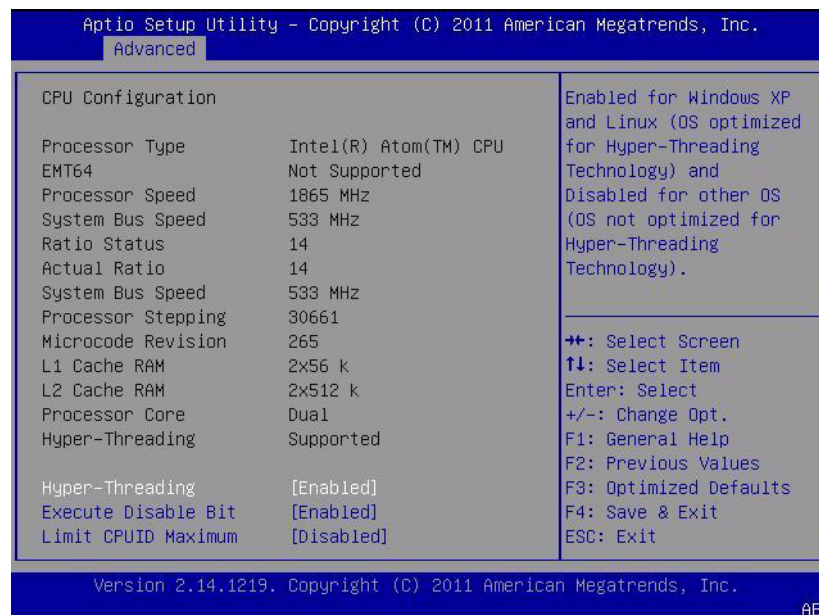 Aptio Setup Utility - Copyright (C) 2011 American Megatrends, Inc.
Advanced
CPU Configuration
Processor Type Intel(R) Atom(TM) CPU
EMT64 Not Supported
Processor Speed 1865 MHz
System Bus Speed 533 MHz
Ratio Status 14
Actual Ratio 14
System Bus Speed 533 MHz
Processor Stepping 30661
Microcode Revision 265
L1 Cache RAM 2x56 k
L2 Cache RAM 2x512 k
Processor Core Dual
Hyper-Threading Supported
Hyper-Threading [Enabled]
Execute Disable Bit [Enabled]
Limit CPUID Maximum [Disabled]
Enabled for Windows XP
and Linux (OS optimized
for Hyper-Threading
Technology) and
Disabled for other OS
(OS not optimized for
Hyper-Threading
Technology).
→←: Select Screen
↑↓: Select Item
Enter: Select
+/-: Change Opt.
F1: General Help
F2: Previous Values
F3: Optimized Defaults
F4: Save & Exit
ESC: Exit
Version 2.14.1219. Copyright (C) 2011 American Megatrends, Inc.